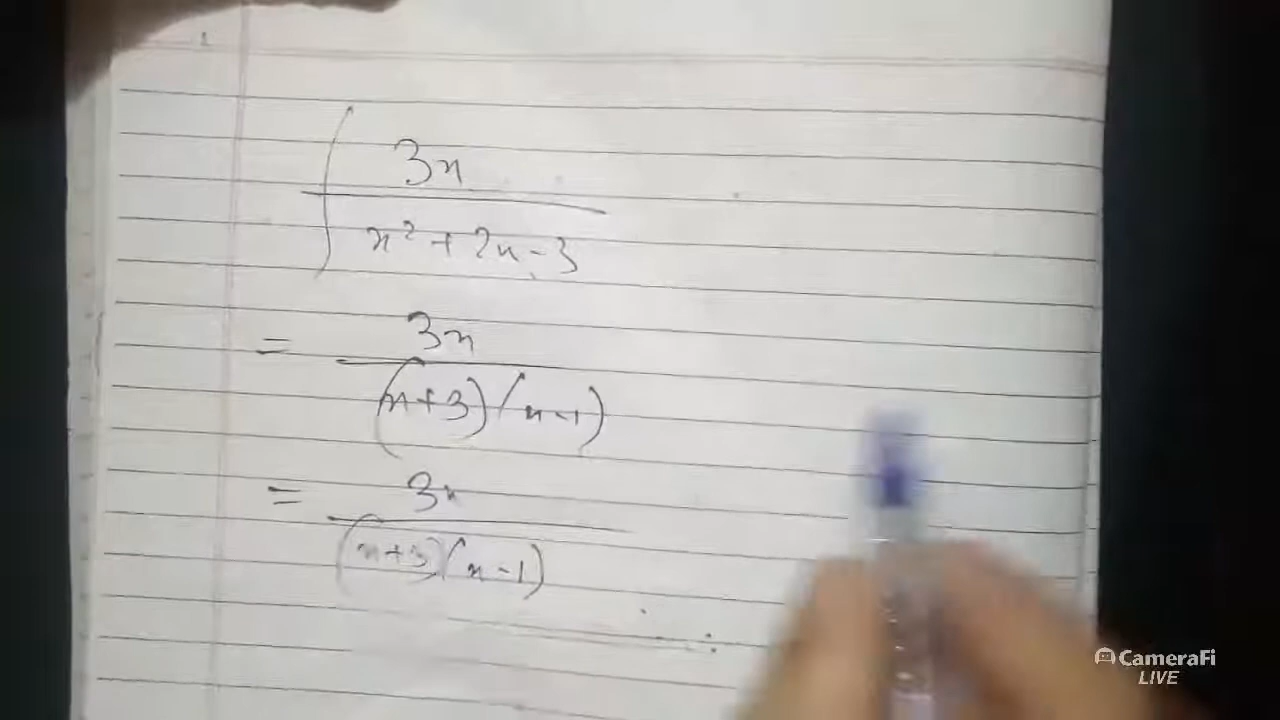 ∫ 3x / x² + 2x - 3
= 3x / (x+3)(x-1)
= 3x / (x+3)(x-1)
CameraFi
LIVE